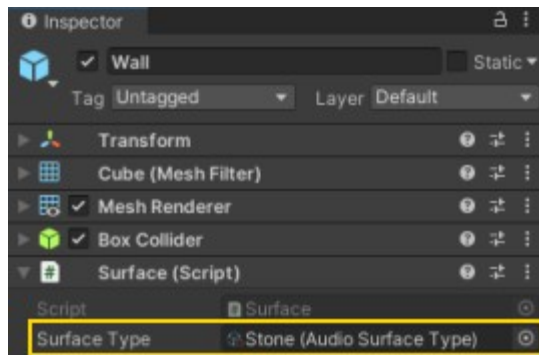 Inspector
Wall Static
Tag Untagged Layer Default
Transform
Cube (Mesh Filter)
Mesh Renderer
Box Collider
# Surface (Script)
Script # Surface
Surface Type Stone (Audio Surface Type)